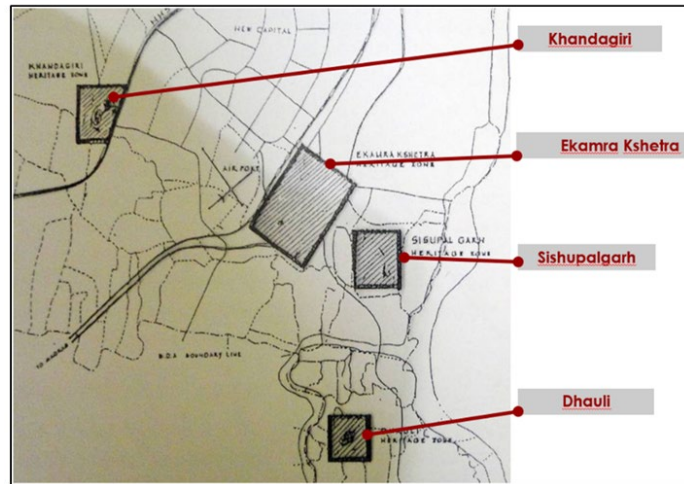 NEW CAPITAL
Khandagiri
KHANDAGIRI
HERITAGE ZONE
Ekamra Kshetra
EKAMRA KSHETRA
HERITAGE ZONE
AIR PORT
SISUPAL GARH
HERITAGE ZONE
Sishupalgarh
B.D.A BOUNDARY LINE
Dhauli
HERITAGE ZONE